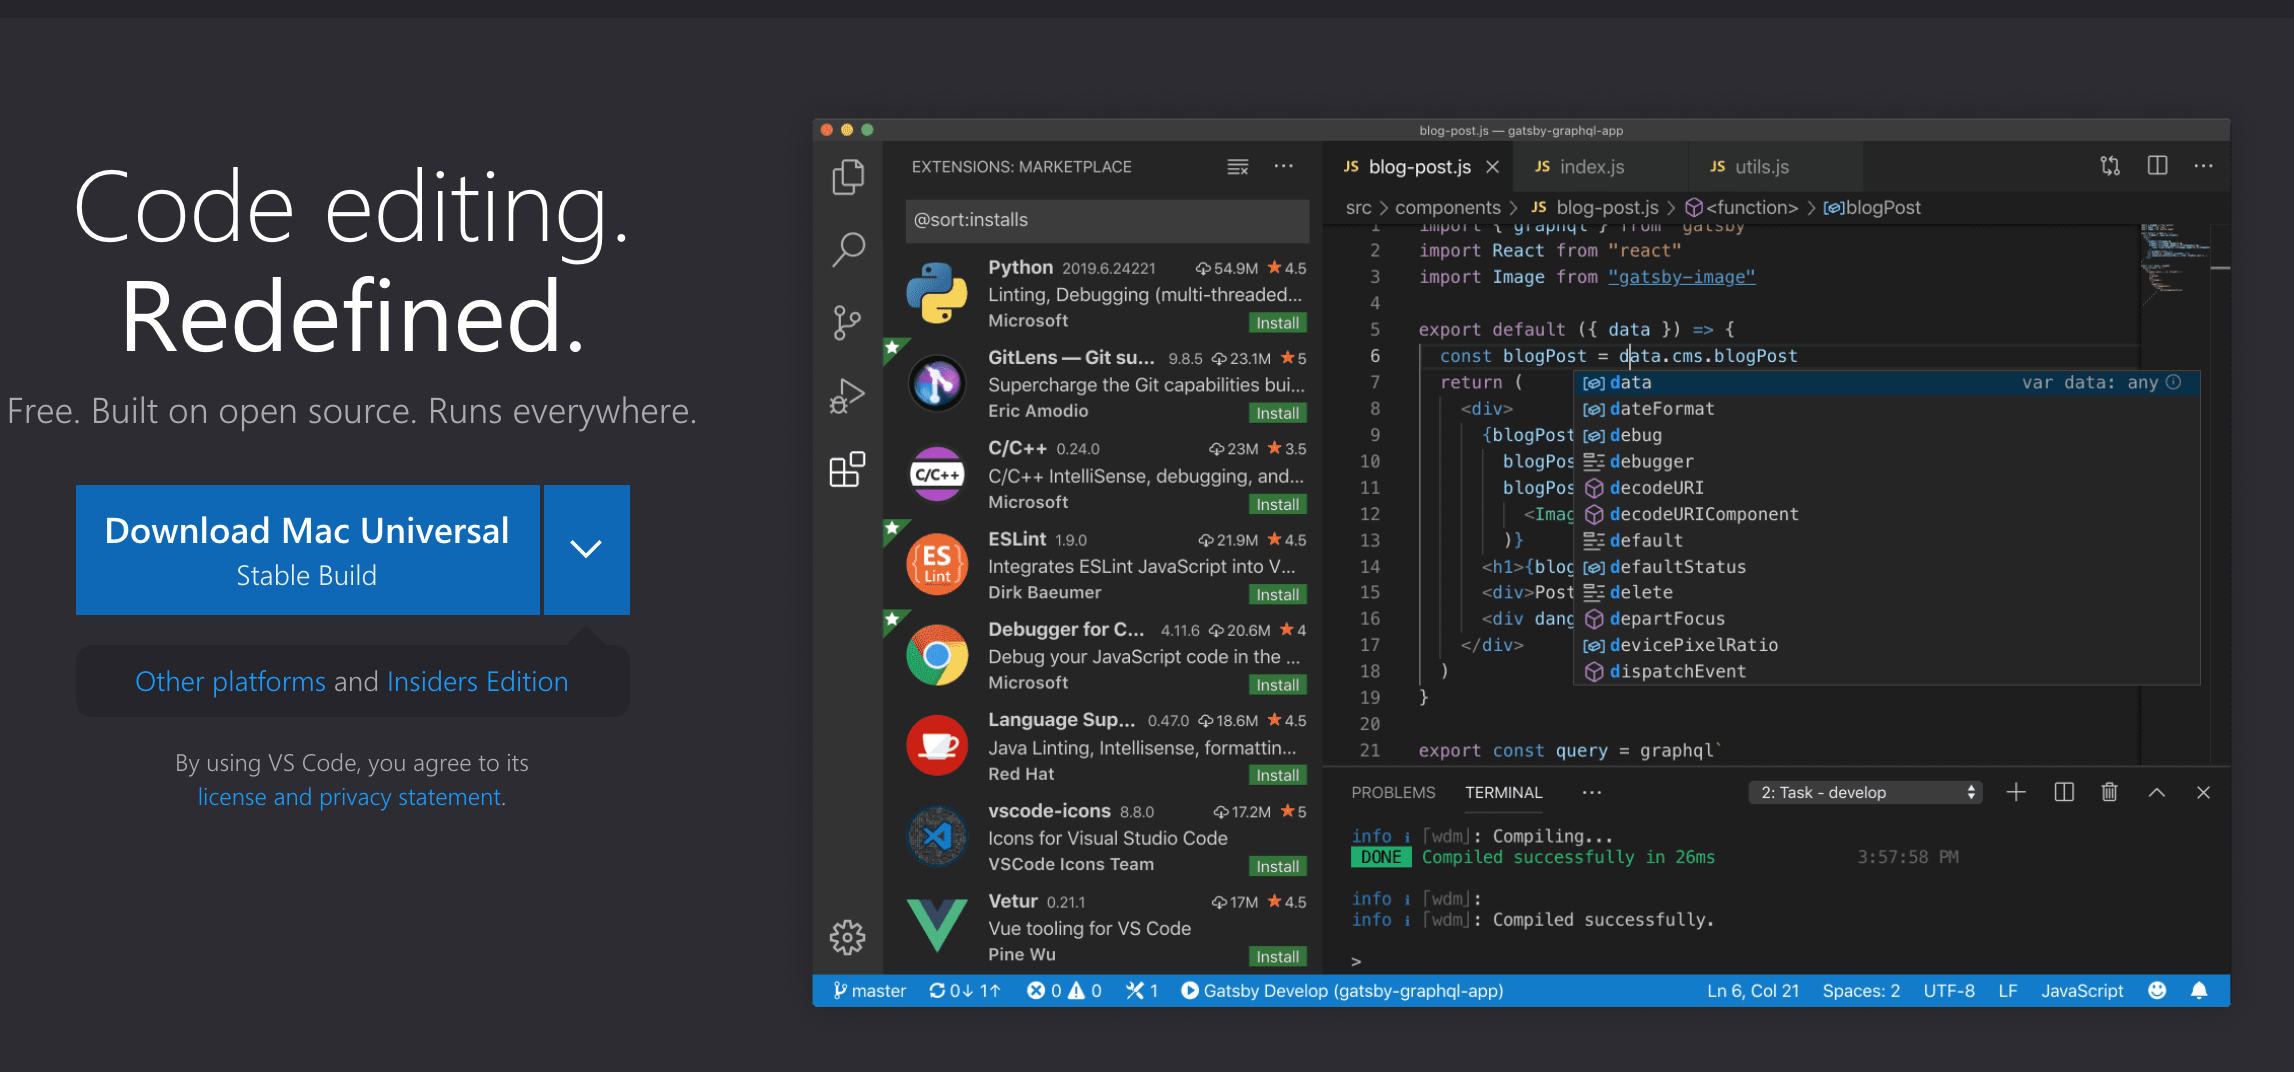 Code editing.
Redefined.
Free. Built on open source. Runs everywhere.
Download Mac Universal
Stable Build
Other platforms and Insiders Edition
By using VS Code, you agree to its
license and privacy statement.
blog-post.js — gatsby-graphql-app
EXTENSIONS: MARKETPLACE
@sort:installs
Python 2019.6.24221 54.9M 4.5
Linting, Debugging (multi-threaded...
Microsoft Install
GitLens — Git su... 9.8.5 23.1M 5
Supercharge the Git capabilities bui...
Eric Amodio Install
C/C++
C/C++ 0.24.0 23M 3.5
C/C++ IntelliSense, debugging, and...
Microsoft Install
ES
Lint
ESLint 1.9.0 21.9M 4.5
Integrates ESLint JavaScript into V...
Dirk Baeumer Install
Debugger for C... 4.11.6 20.6M 4
Debug your JavaScript code in the ...
Microsoft Install
Language Sup... 0.47.0 18.6M 4.5
Java Linting, Intellisense, formattin...
Red Hat Install
vscode-icons 8.8.0 17.2M 5
Icons for Visual Studio Code
VSCode Icons Team Install
Vetur 0.21.1 17M 4.5
Vue tooling for VS Code
Pine Wu Install
JS blog-post.js JS index.js JS utils.js
src > components > JS blog-post.js > <function> > blogPost
1 import { graphql } from "gatsby"
2 import React from "react"
3 import Image from "gatsby-image"
4
5 export default ({ data }) => {
6 const blogPost = data.cms.blogPost
7 return (
8 <div>
9 {blogPost
10 blogPos
11 blogPos
12 <Imag
13 )}
14 <h1>{blog
15 <div>Post
16 <div dang
17 </div>
18 )
19 }
20
21 export const query = graphql`
data var data: any
dateFormat
debug
debugger
decodeURI
decodeURIComponent
default
defaultStatus
delete
departFocus
devicePixelRatio
dispatchEvent
PROBLEMS TERMINAL ... 2: Task - develop
info i ⌈wdm⌋: Compiling...
DONE Compiled successfully in 26ms 3:57:58 PM
info i ⌈wdm⌋:
info i ⌈wdm⌋: Compiled successfully.
>
master 0↓ 1↑ 0 0 1 Gatsby Develop (gatsby-graphql-app) Ln 6, Col 21 Spaces: 2 UTF-8 LF JavaScript